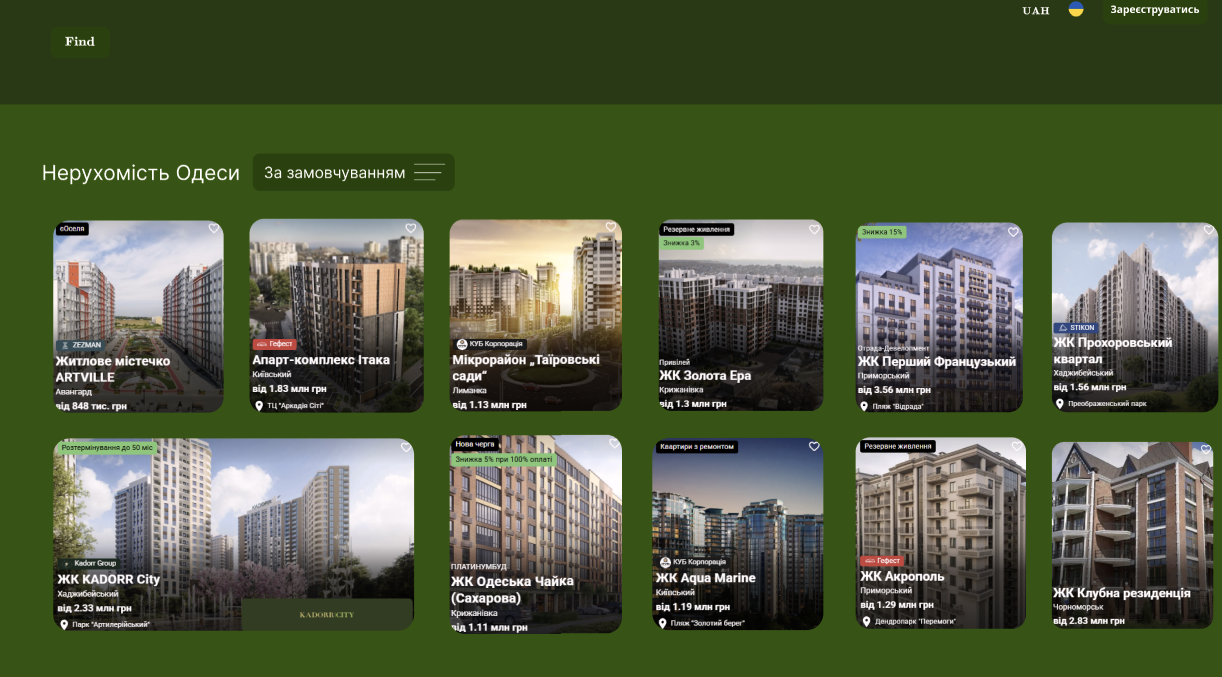 UAH
Зареєструватись
Find
Нерухомість Одеси
За замовчуванням
єОселя
ZEZMAN
Житлове містечко
ARTVILLE
Авангард
від 848 тис. грн
Гефест
Апарт-комплекс Ітака
Київський
від 1.83 млн грн
ТЦ "Аркадія Сіті"
КУБ Корпорація
Мікрорайон „Таїровські
сади“
Лиманка
від 1.13 млн грн
Резервне живлення
Знижка 3%
Привілей
ЖК Золота Ера
Крижанівка
від 1.3 млн грн
Знижка 15%
Отрада-Девелопмент
ЖК Перший Французький
Приморський
від 3.56 млн грн
Пляж "Відрада"
STIKON
ЖК Прохоровський
квартал
Хаджибейський
від 1.56 млн грн
Преображенський парк
Розтермінування до 50 міс
Kadorr Group
ЖК KADORR City
Хаджибейський
від 2.33 млн грн
Парк "Артилерійський"
KADORR CITY
Нова черга
Знижка 5% при 100% оплаті
ПЛАТИНУМБУД
ЖК Одеська Чайка
(Сахарова)
Крижанівка
від 1.11 млн грн
Квартири з ремонтом
КУБ Корпорація
ЖК Aqua Marine
Київський
від 1.19 млн грн
Пляж "Золотий берег"
Резервне живлення
Гефест
ЖК Акрополь
Приморський
від 1.29 млн грн
Дендропарк "Перемоги"
ЖК Клубна резиденція
Чорноморськ
від 2.83 млн грн